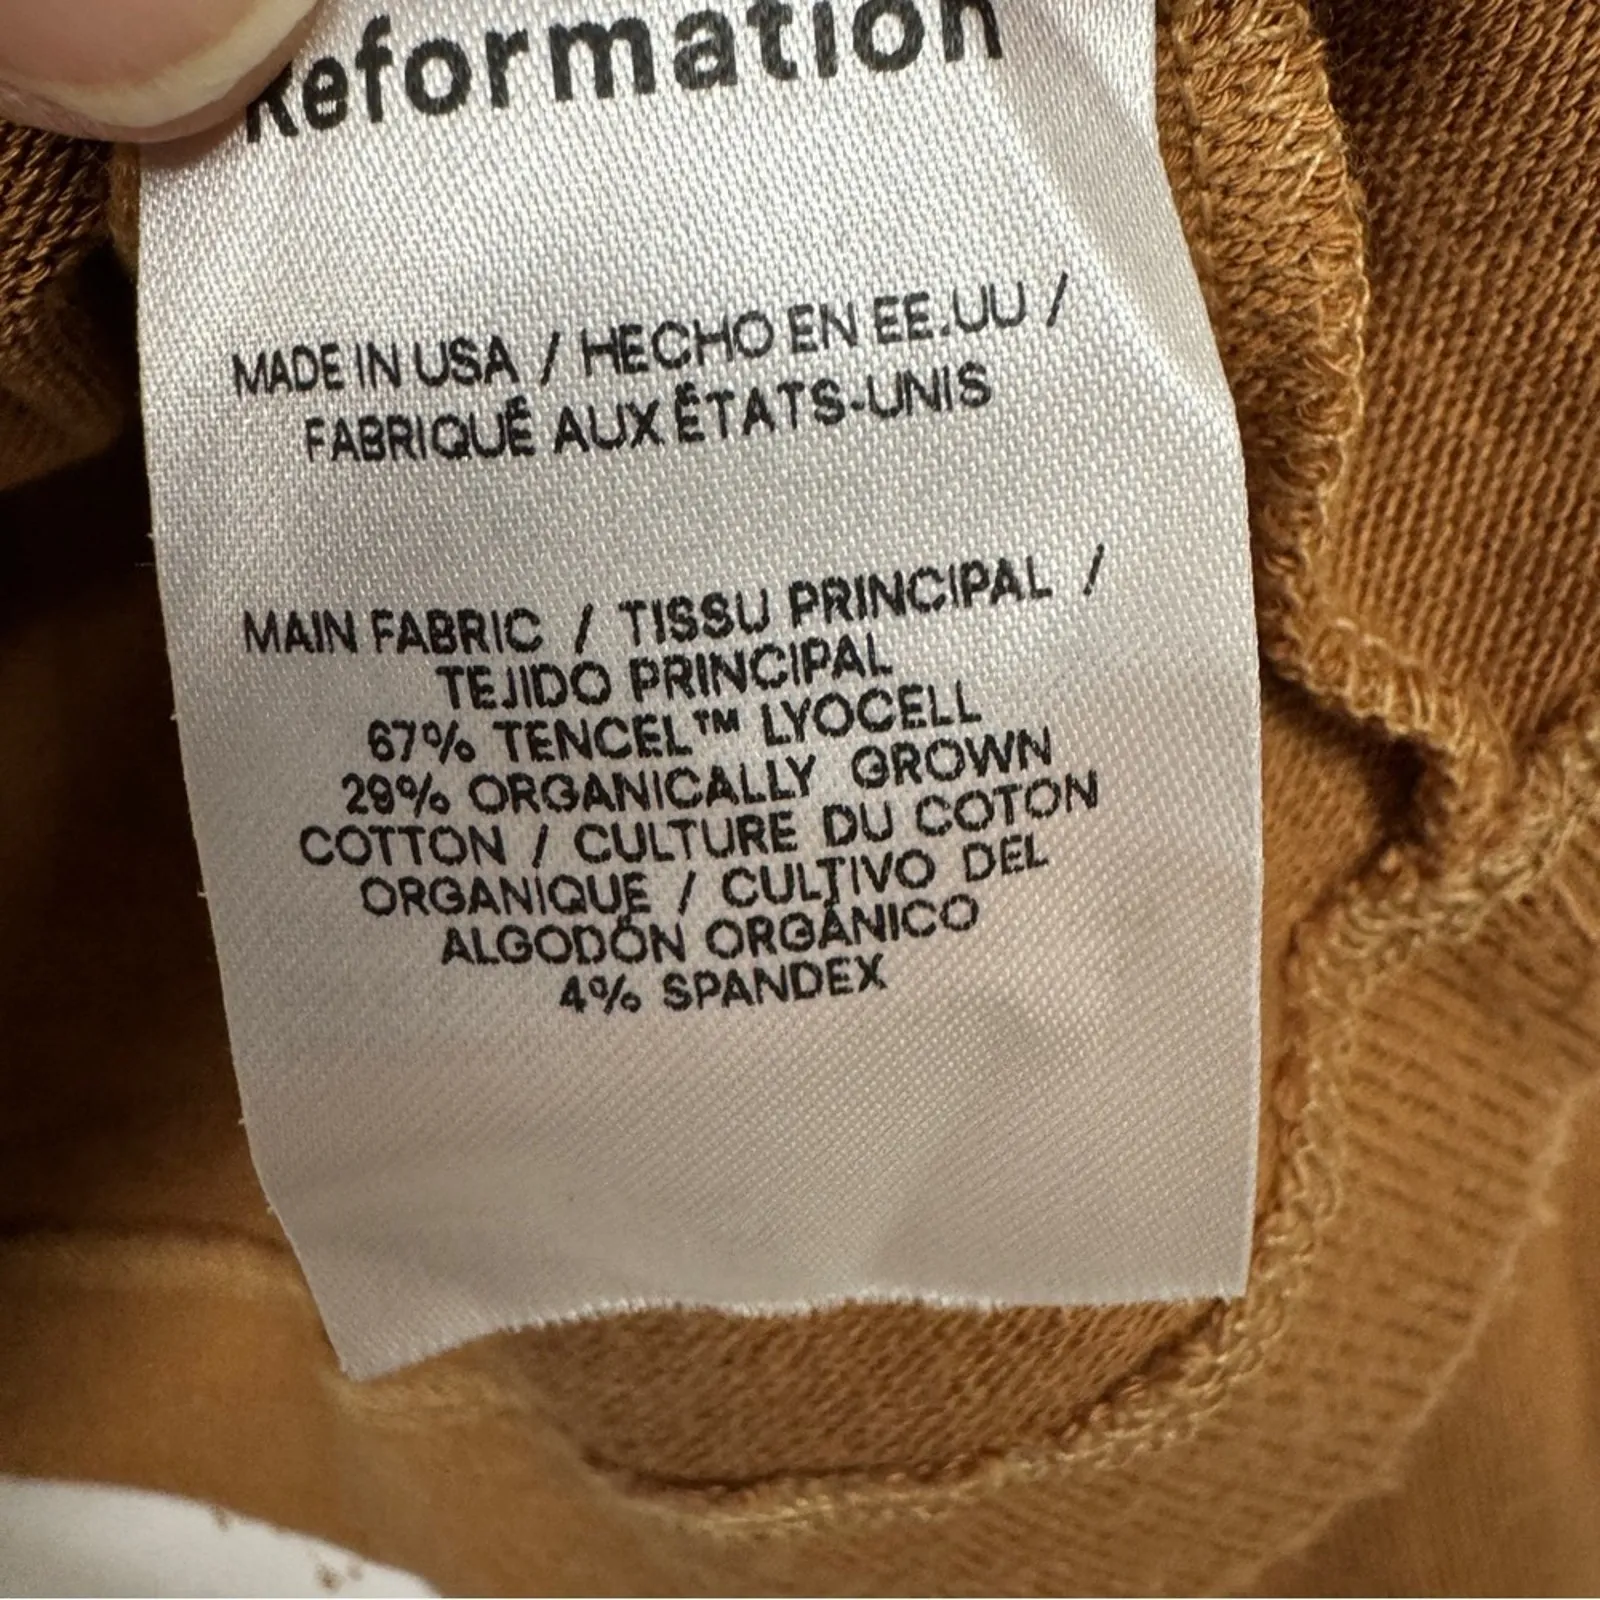 Reformation
MADE IN USA / HECHO EN EE.UU /
FABRIQUÉ AUX ÉTATS-UNIS
MAIN FABRIC / TISSU PRINCIPAL /
TEJIDO PRINCIPAL
67% TENCEL™ LYOCELL
29% ORGANICALLY GROWN
COTTON / CULTURE DU COTON
ORGANIQUE / CULTIVO DEL
ALGODÓN ORGÁNICO
4% SPANDEX